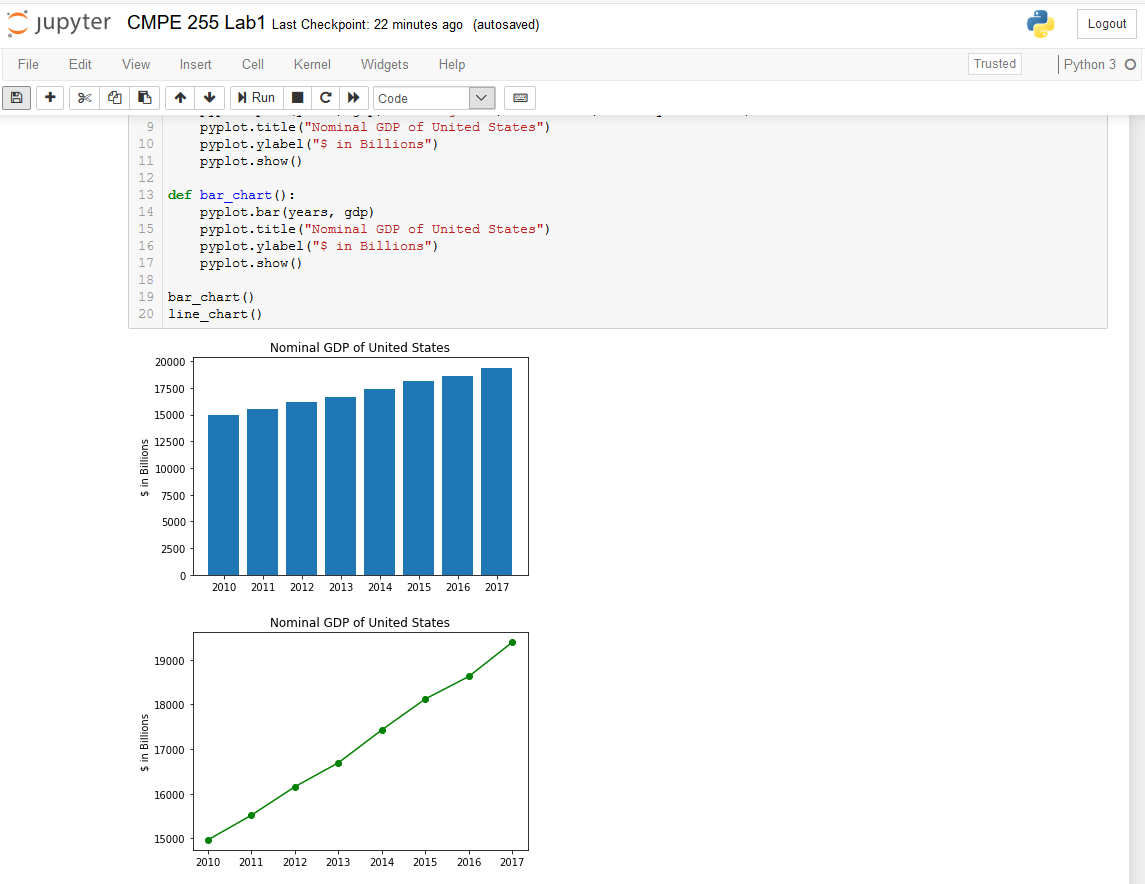 jupyter CMPE 255 Lab1 Last Checkpoint: 22 minutes ago (autosaved) Logout
File Edit View Insert Cell Kernel Widgets Help Trusted Python 3
Run Code
9 pyplot.title("Nominal GDP of United States")
10 pyplot.ylabel("$ in Billions")
11 pyplot.show()
12
13 def bar_chart():
14 pyplot.bar(years, gdp)
15 pyplot.title("Nominal GDP of United States")
16 pyplot.ylabel("$ in Billions")
17 pyplot.show()
18
19 bar_chart()
20 line_chart()
Nominal GDP of United States
$ in Billions
20000
17500
15000
12500
10000
7500
5000
2500
0
2010 2011 2012 2013 2014 2015 2016 2017
Nominal GDP of United States
$ in Billions
19000
18000
17000
16000
15000
2010 2011 2012 2013 2014 2015 2016 2017